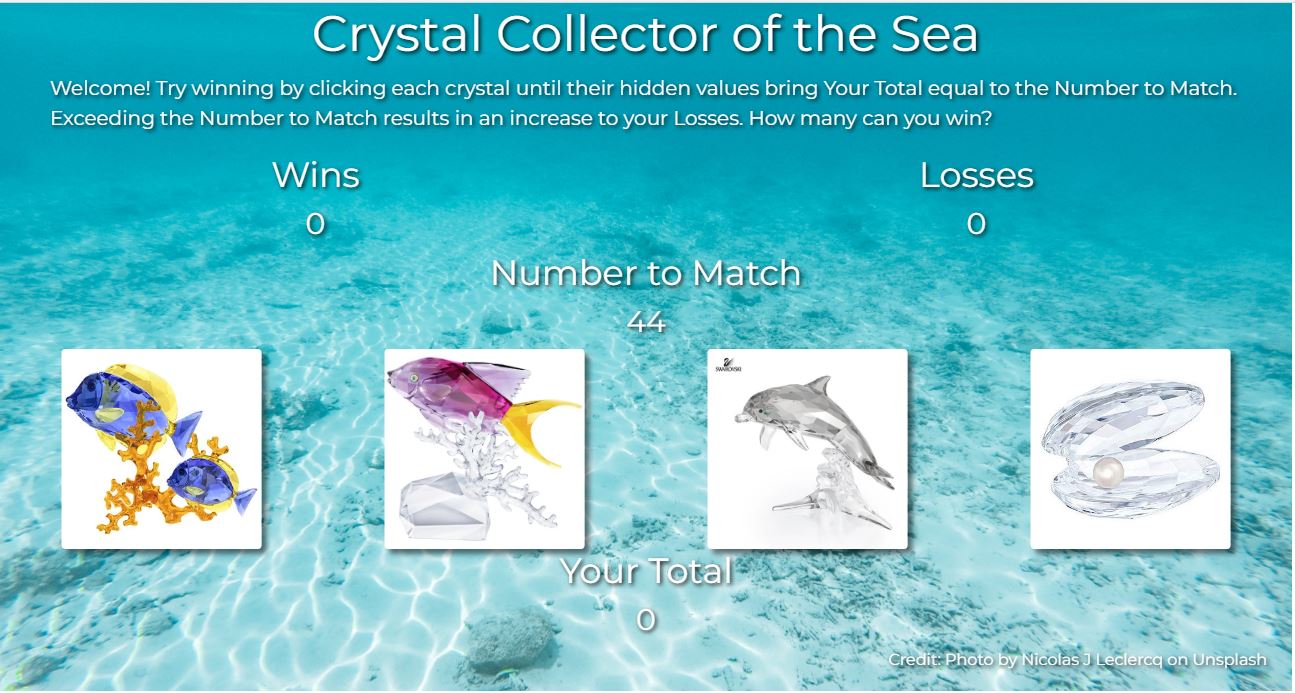 Crystal Collector of the Sea
Welcome! Try winning by clicking each crystal until their hidden values bring Your Total equal to the Number to Match.
Exceeding the Number to Match results in an increase to your Losses. How many can you win?
Wins
Losses
0
0
Number to Match
44
SWAROVSKI
Your Total
0
Credit: Photo by Nicolas J Leclercq on Unsplash